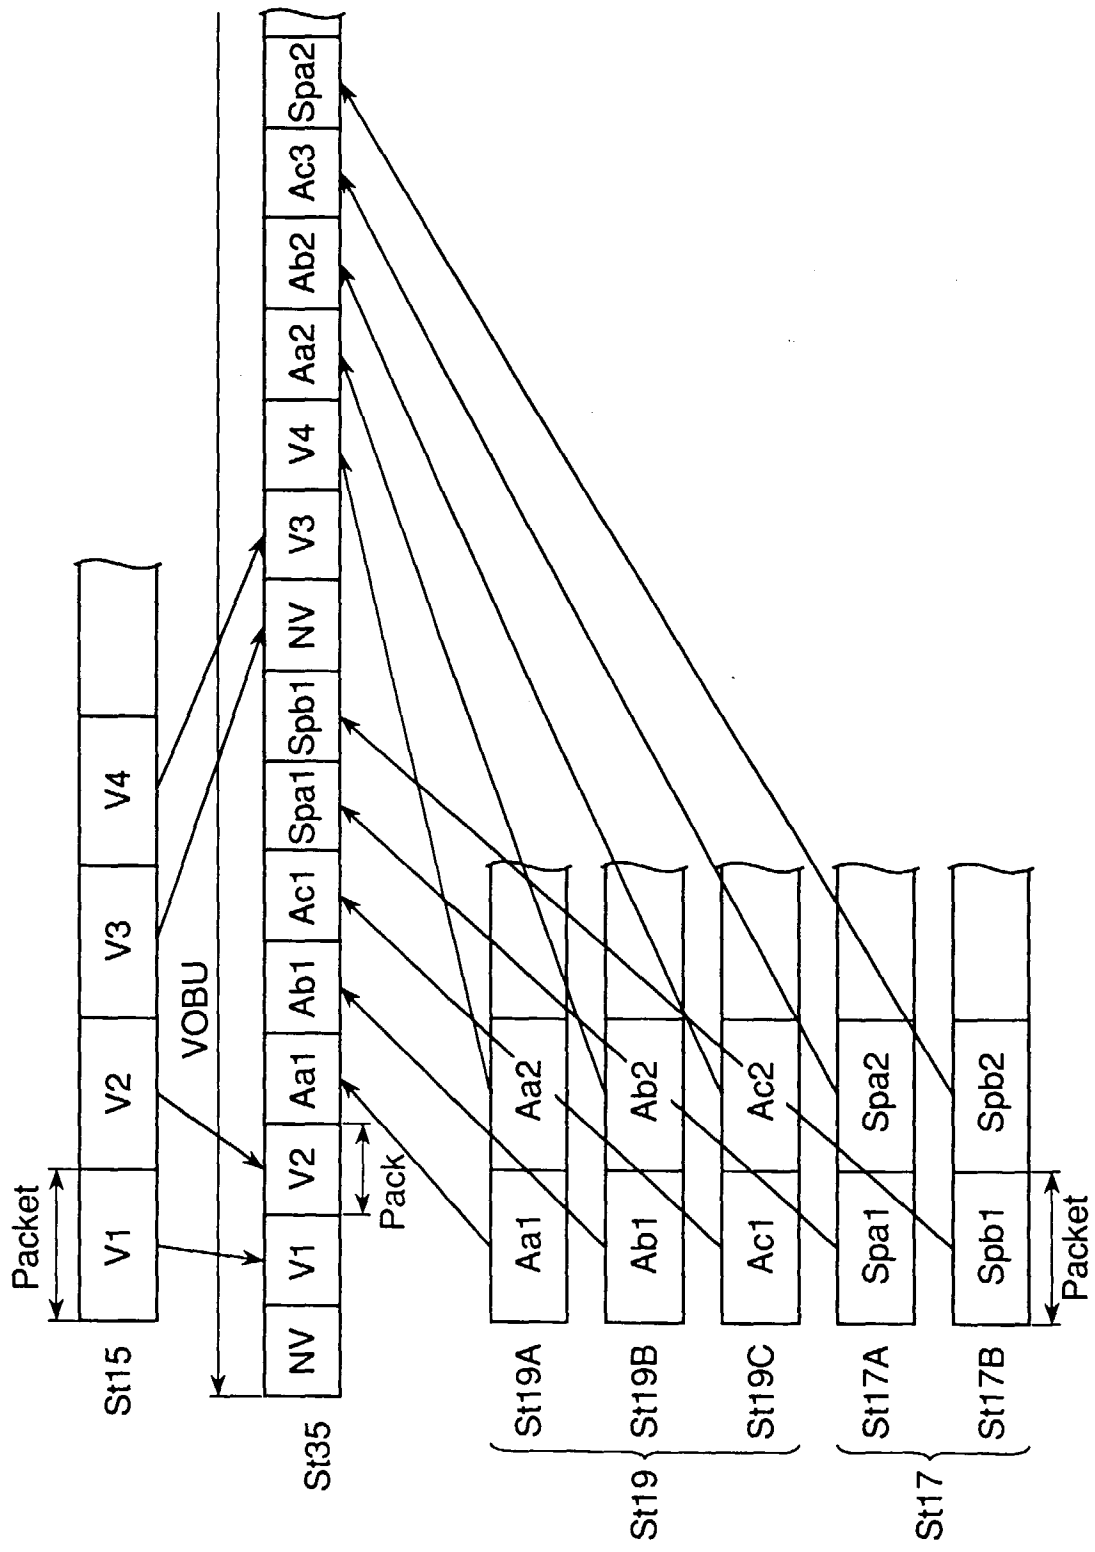 Packet
St15
V1
V2
V3
V4
VOBU
St35
NV
V1
V2
Aa1
Ab1
Ac1
Spa1
Spb1
NV
V3
V4
Aa2
Ab2
Ac3
Spa2
Pack
St19
St19A
Aa1
Aa2
St19B
Ab1
Ab2
St19C
Ac1
Ac2
St17
St17A
Spa1
Spa2
St17B
Spb1
Spb2
Packet